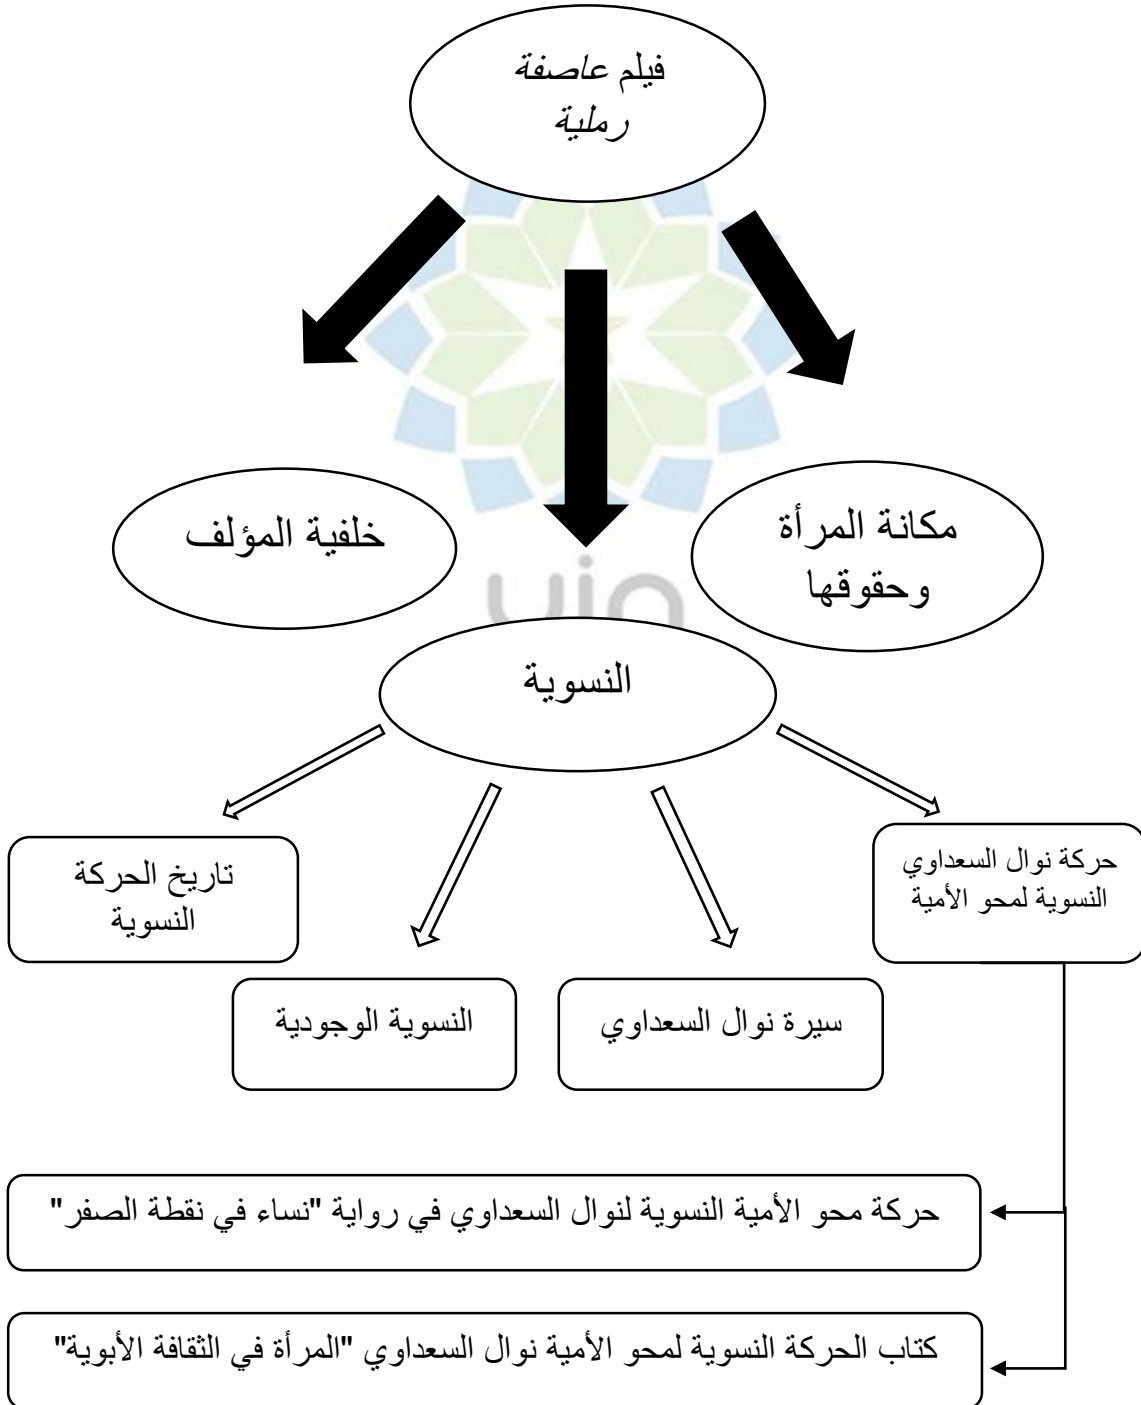 فيلم عاصفة
رملية
مكانة المرأة
وحقوقها
خلفية المؤلف
uin
النسوية
حركة نوال السعداوي
النسوية لمحو الأمية
تاريخ الحركة
النسوية
سيرة نوال السعداوي
النسوية الوجودية
حركة محو الأمية النسوية لنوال السعداوي في رواية "نساء في نقطة الصفر"
كتاب الحركة النسوية لمحو الأمية نوال السعداوي "المرأة في الثقافة الأبوية"